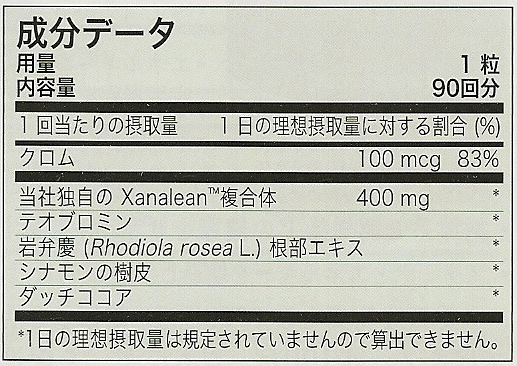 成分データ
用量 1 粒
内容量 90回分
1 回当たりの摂取量 1 日の理想摂取量に対する割合 (%)
クロム 100 mcg 83%
当社独自の Xanalean™複合体 400 mg *
テオブロミン *
岩弁慶 (Rhodiola rosea L.) 根部エキス *
シナモンの樹皮 *
ダッチココア *
*1日の理想摂取量は規定されていませんので算出できません。